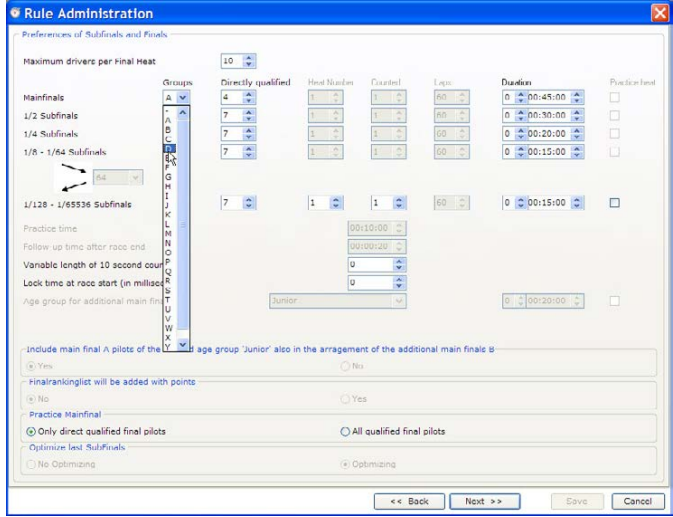 Rule Administration
Preferences of Subfinals and Finals
Maximum drivers per Final Heat 10
Groups Directly qualified Heat Number Counted Laps Duration Practice heat
Mainfinals A 4 1 1 60 0 00:45:00
1/2 Subfinals 7 1 1 60 0 00:30:00
1/4 Subfinals 7 1 1 60 0 00:20:00
1/8 - 1/64 Subfinals 7 1 1 60 0 00:15:00
64
1/128 - 1/65536 Subfinals 7 1 1 60 0 00:15:00
-
A
B
C
D
E
F
G
H
I
J
K
L
M
N
O
P
Q
R
S
T
U
V
W
X
Y
Practice time 00:10:00
Follow up time after race end 00:00:20
Variable length of 10 second coun 0
Lock time at race start (in millisec 0
Age group for additional main fina Junior 0 00:20:00
Include main final A pilots of the d age group 'Junior' also in the arragement of the additional main finals B
Yes No
Finalrankinglist will be added with points
No Yes
Practice Mainfinal
Only direct qualified final pilots All qualified final pilots
Optimize last SubFinals
No Optimizing Optimizing
<< Back Next >> Save Cancel